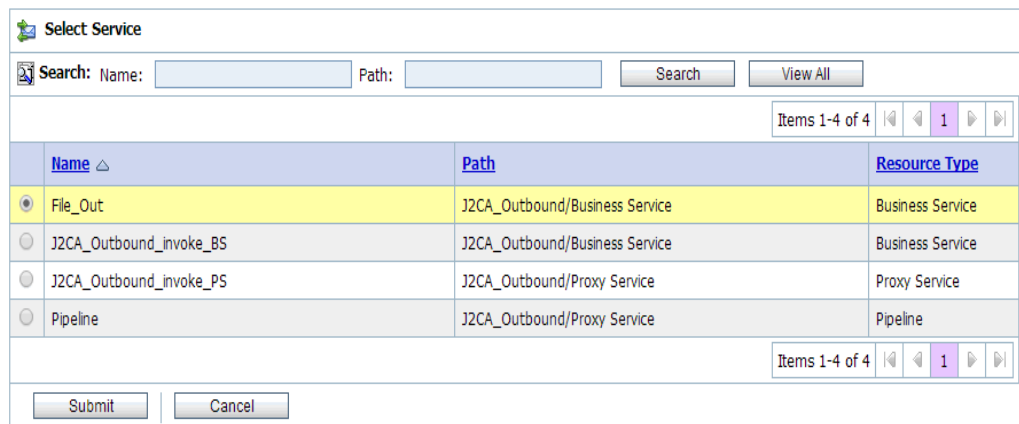 Select Service
Search: Name: Path: Search View All
Items 1-4 of 4 1
Name Path Resource Type
File_Out J2CA_Outbound/Business Service Business Service
J2CA_Outbound_invoke_BS J2CA_Outbound/Business Service Business Service
J2CA_Outbound_invoke_PS J2CA_Outbound/Proxy Service Proxy Service
Pipeline J2CA_Outbound/Proxy Service Pipeline
Items 1-4 of 4 1
Submit Cancel